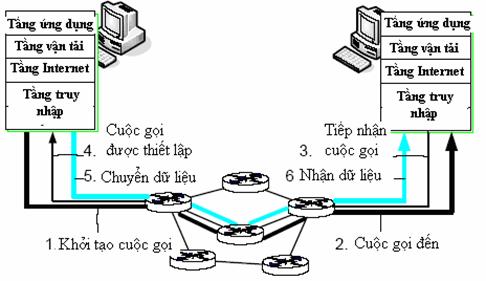 Tầng ứng dụng
Tầng vận tải
Tầng Internet
Tầng truy
nhập
Tầng ứng dụng
Tầng vận tải
Tầng Internet
Tầng truy
nhập
Cuộc gọi
4. được thiết lập
5. Chuyển dữ liệu
Tiếp nhận
3. cuộc gọi
6 Nhận dữ liệu
1. Khởi tạo cuộc gọi
2. Cuộc gọi đến